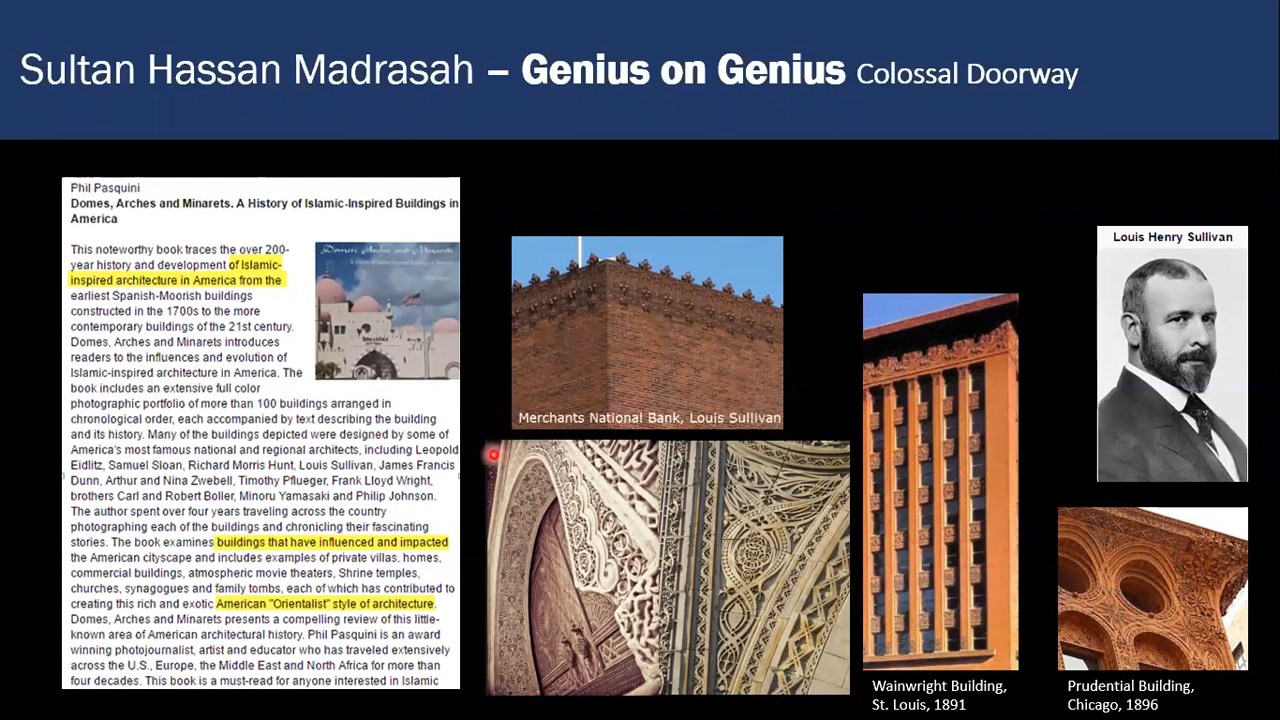 Sultan Hassan Madrasah – Genius on Genius Colossal Doorway
Phil Pasquini
Domes, Arches and Minarets. A History of Islamic-Inspired Buildings in
America
This noteworthy book traces the over 200-
year history and development of Islamic-
inspired architecture in America from the
earliest Spanish-Moorish buildings
constructed in the 1700s to the more
contemporary buildings of the 21st century.
Domes, Arches and Minarets introduces
readers to the influences and evolution of
Islamic-inspired architecture in America. The
book includes an extensive full color
photographic portfolio of more than 100 buildings arranged in
chronological order, each accompanied by text describing the building
and its history. Many of the buildings depicted were designed by some of
America's most famous national and regional architects, including Leopold
Eidlitz, Samuel Sloan, Richard Morris Hunt, Louis Sullivan, James Francis
Dunn, Arthur and Nina Zwebell, Timothy Pflueger, Frank Lloyd Wright,
brothers Carl and Robert Boller, Minoru Yamasaki and Philip Johnson.
The author spent over four years traveling across the country
photographing each of the buildings and chronicling their fascinating
stories. The book examines buildings that have influenced and impacted
the American cityscape and includes examples of private villas, homes,
commercial buildings, atmospheric movie theaters, Shrine temples,
churches, synagogues and family tombs, each of which has contributed to
creating this rich and exotic American "Orientalist" style of architecture.
Domes, Arches and Minarets presents a compelling review of this little-
known area of American architectural history. Phil Pasquini is an award
winning photojournalist, artist and educator who has traveled extensively
across the U.S., Europe, the Middle East and North Africa for more than
four decades. This book is a must-read for anyone interested in Islamic
Domes, Arches and Minarets
Merchants National Bank, Louis Sullivan
Louis Henry Sullivan
Wainwright Building,
St. Louis, 1891
Prudential Building,
Chicago, 1896